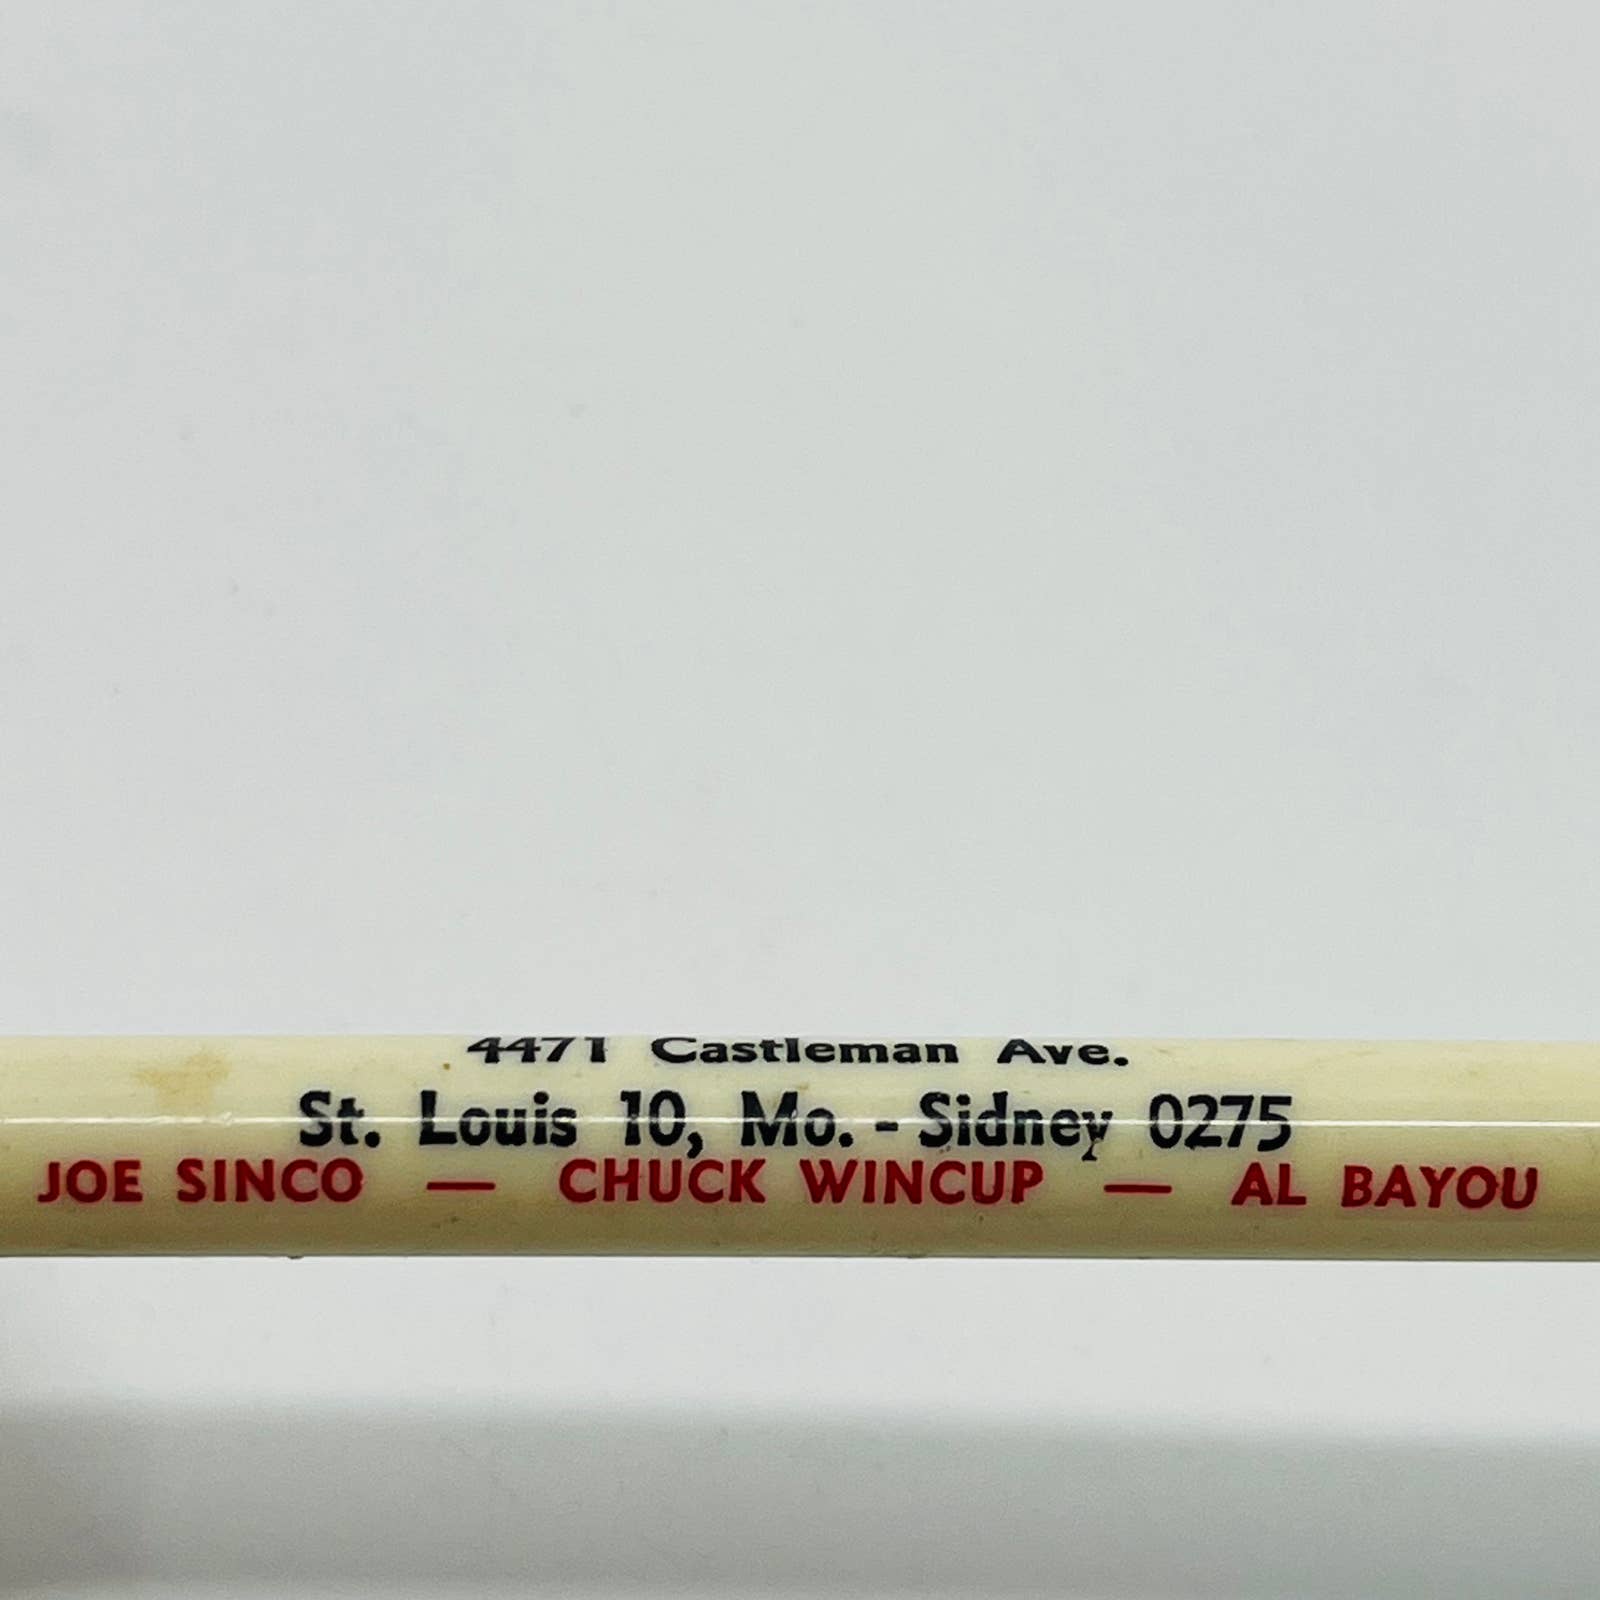 4471 Castleman Ave.
St. Louis 10, Mo. - Sidney 0275
JOE SINCO — CHUCK WINCUP — AL BAYOU